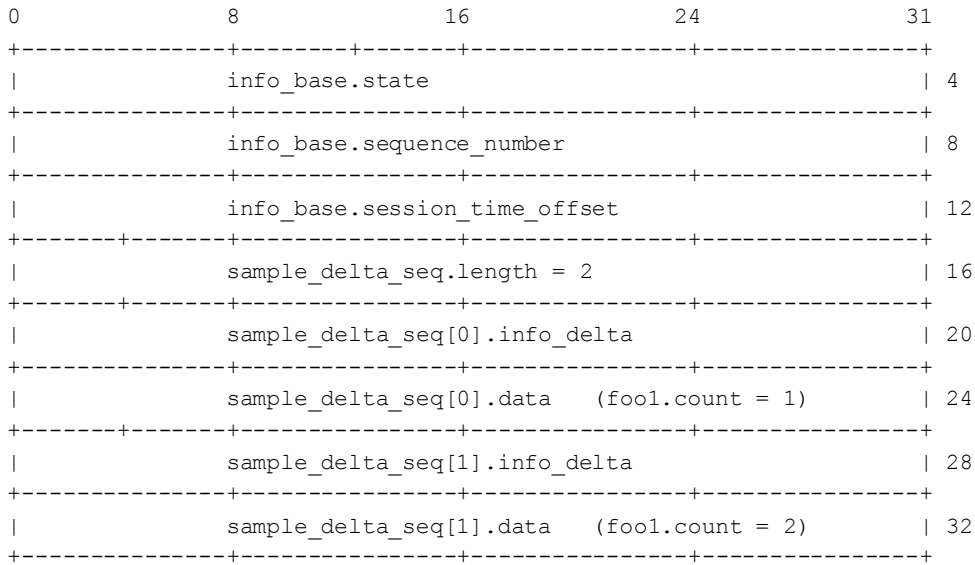 0               8               16              24              31
+---------------+--------+-------+---------------+---------------+
|               info_base.state                                  | 4
+---------------+----------------+---------------+---------------+
|               info_base.sequence_number                        | 8
+---------------+----------------+---------------+---------------+
|               info_base.session_time_offset                    | 12
+-------+-------+----------------+---------------+---------------+
|               sample_delta_seq.length = 2                      | 16
+-------+-------+----------------+---------------+---------------+
|               sample_delta_seq[0].info_delta                   | 20
+---------------+----------------+---------------+---------------+
|               sample_delta_seq[0].data   (foo1.count = 1)      | 24
+-------+-------+----------------+---------------+---------------+
|               sample_delta_seq[1].info_delta                   | 28
+---------------+----------------+---------------+---------------+
|               sample_delta_seq[1].data   (foo1.count = 2)      | 32
+---------------+----------------+---------------+---------------+